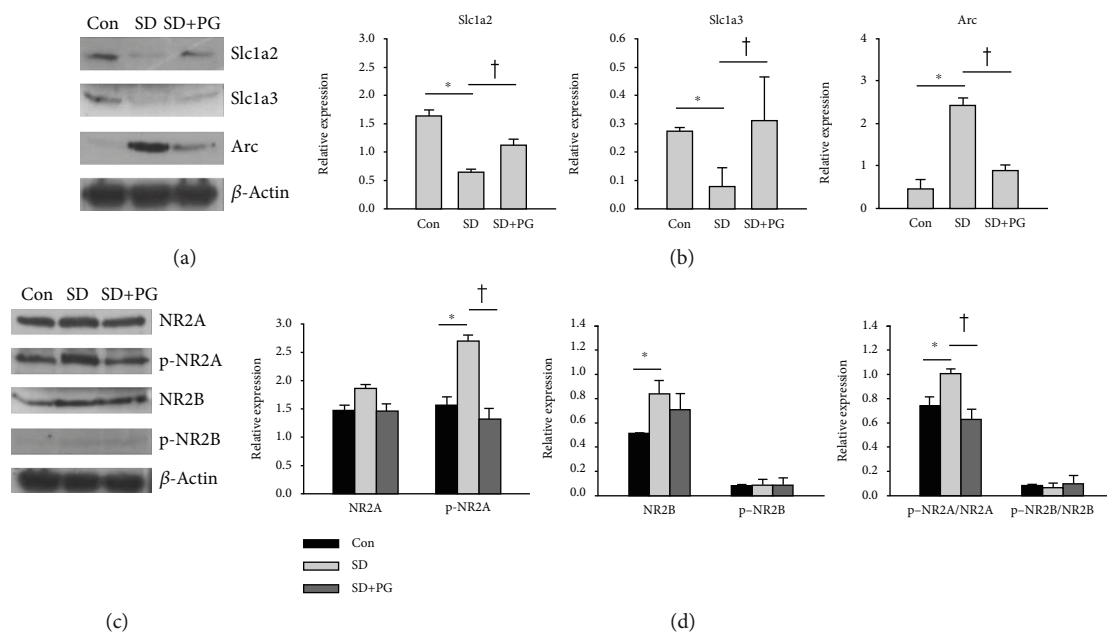 Con SD SD+PG
Slc1a2
Slc1a3
Arc
β-Actin
(a)
Slc1a2
Relative expression
2.0
1.5
1.0
0.5
0.0
* †
Con SD SD+PG
Slc1a3
Relative expression
0.6
0.5
0.4
0.3
0.2
0.1
0.0
* †
Con SD SD+PG
Arc
Relative expression
4
3
2
1
0
* †
Con SD SD+PG
(b)
Con SD SD+PG
NR2A
p-NR2A
NR2B
p-NR2B
β-Actin
(c)
Relative expression
3.0
2.5
2.0
1.5
1.0
0.5
0.0
* †
NR2A p-NR2A
Con
SD
SD+PG
Relative expression
1.4
1.2
1.0
0.8
0.6
0.4
0.2
0.0
*
NR2B p–NR2B
Relative expression
1.4
1.2
1.0
0.8
0.6
0.4
0.2
0.0
* †
p–NR2A/NR2A p–NR2B/NR2B
(d)